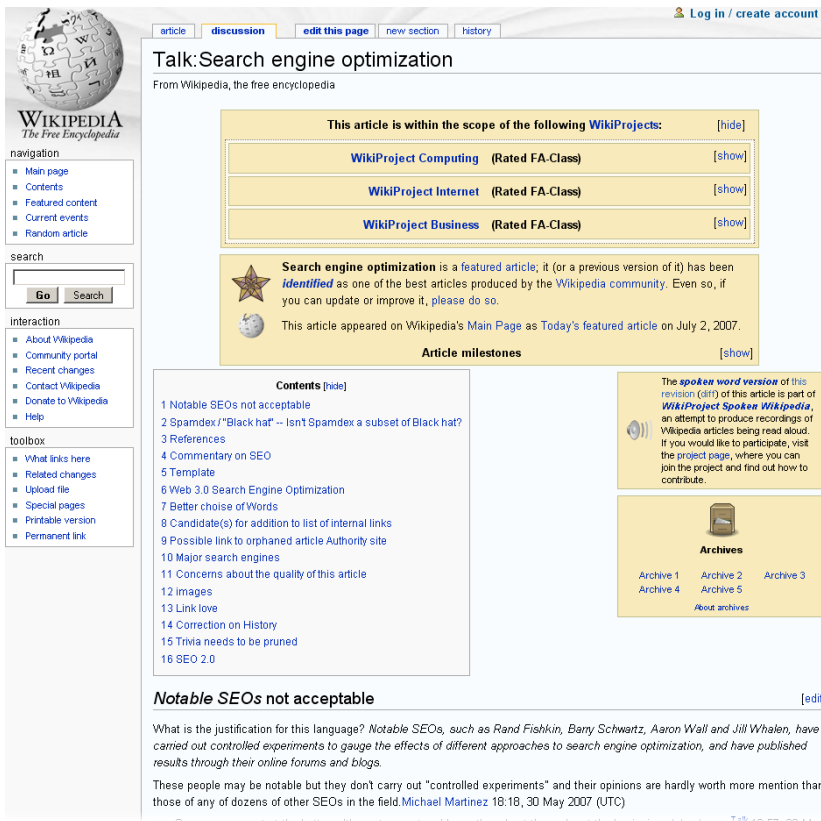 Log in / create account
article
discussion
edit this page
new section
history
Talk:Search engine optimization
From Wikipedia, the free encyclopedia
WIKIPEDIA
The Free Encyclopedia
navigation
Main page
Contents
Featured content
Current events
Random article
search
Go Search
interaction
About Wikipedia
Community portal
Recent changes
Contact Wikipedia
Donate to Wikipedia
Help
toolbox
What links here
Related changes
Upload file
Special pages
Printable version
Permanent link
This article is within the scope of the following WikiProjects: [hide]
WikiProject Computing (Rated FA-Class) [show]
WikiProject Internet (Rated FA-Class) [show]
WikiProject Business (Rated FA-Class) [show]
Search engine optimization is a featured article; it (or a previous version of it) has been
identified as one of the best articles produced by the Wikipedia community. Even so, if
you can update or improve it, please do so.
This article appeared on Wikipedia's Main Page as Today's featured article on July 2, 2007.
Article milestones [show]
Contents [hide]
1 Notable SEOs not acceptable
2 Spamdex / "Black hat" -- Isn't Spamdex a subset of Black hat?
3 References
4 Commentary on SEO
5 Template
6 Web 3.0 Search Engine Optimization
7 Better choise of Words
8 Candidate(s) for addition to list of internal links
9 Possible link to orphaned article Authority site
10 Major search engines
11 Concerns about the quality of this article
12 images
13 Link love
14 Correction on History
15 Trivia needs to be pruned
16 SEO 2.0
The spoken word version of this
revision (diff) of this article is part of
WikiProject Spoken Wikipedia,
an attempt to produce recordings of
Wikipedia articles being read aloud.
If you would like to participate, visit
the project page, where you can
join the project and find out how to
contribute.
Archives
Archive 1 Archive 2 Archive 3
Archive 4 Archive 5
About archives
Notable SEOs not acceptable [edit
What is the justification for this language? Notable SEOs, such as Rand Fishkin, Barry Schwartz, Aaron Wall and Jill Whalen, have
carried out controlled experiments to gauge the effects of different approaches to search engine optimization, and have published
results through their online forums and blogs.
These people may be notable but they don't carry out "controlled experiments" and their opinions are hardly worth more mention than
those of any of dozens of other SEOs in the field.Michael Martinez 18:18, 30 May 2007 (UTC)